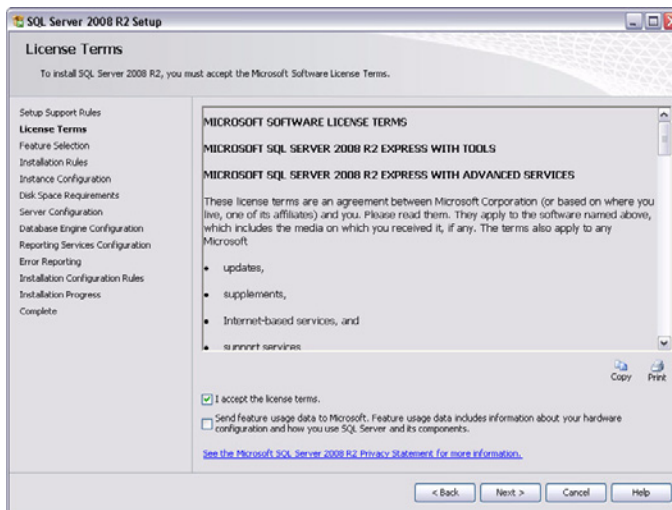 SQL Server 2008 R2 Setup
License Terms
To install SQL Server 2008 R2, you must accept the Microsoft Software License Terms.
Setup Support Rules
License Terms
Feature Selection
Installation Rules
Instance Configuration
Disk Space Requirements
Server Configuration
Database Engine Configuration
Reporting Services Configuration
Error Reporting
Installation Configuration Rules
Installation Progress
Complete
MICROSOFT SOFTWARE LICENSE TERMS
MICROSOFT SQL SERVER 2008 R2 EXPRESS WITH TOOLS
MICROSOFT SQL SERVER 2008 R2 EXPRESS WITH ADVANCED SERVICES
These license terms are an agreement between Microsoft Corporation (or based on where you
live, one of its affiliates) and you. Please read them. They apply to the software named above,
which includes the media on which you received it, if any. The terms also apply to any
Microsoft
• updates,
• supplements,
• Internet-based services, and
• support services
Copy Print
I accept the license terms.
Send feature usage data to Microsoft. Feature usage data includes information about your hardware
configuration and how you use SQL Server and its components.
See the Microsoft SQL Server 2008 R2 Privacy Statement for more information.
< Back Next > Cancel Help